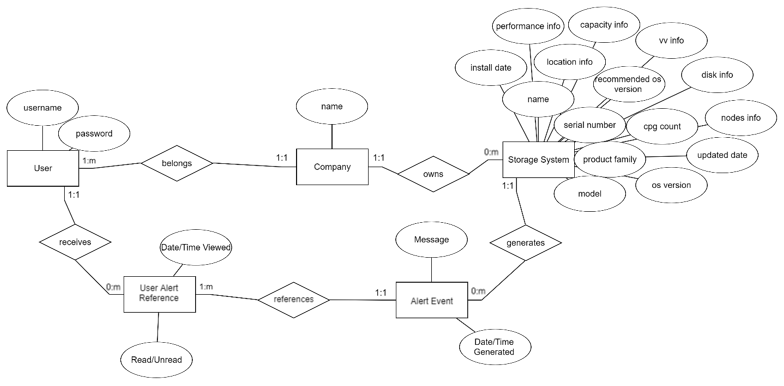 performance info
capacity info
vv info
install date
location info
recommended os
version
disk info
name
username
name
serial number
cpg count
nodes info
password
User
1:m
belongs
1:1
Company
1:1
owns
0:m
Storage System
product family
updated date
1:1
1:1
model
os version
receives
Date/Time Viewed
Message
generates
0:m
User Alert
Reference
1:m
references
1:1
Alert Event
0:m
Read/Unread
Date/Time
Generated